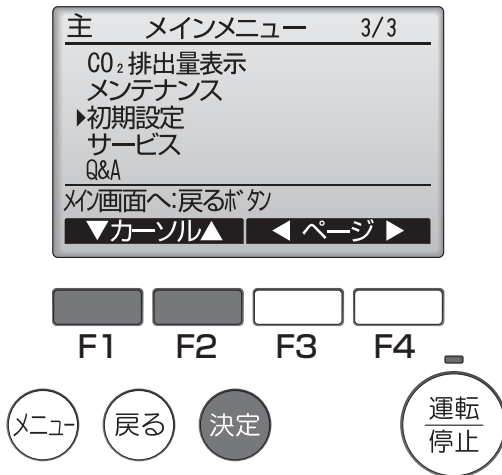 主 メインメニュー 3/3
CO₂排出量表示
メンテナンス
▶初期設定
サービス
Q&A
メイン画面へ:戻るボタン
▼カーソル▲ ◀ ページ ▶
F1 F2 F3 F4
メニュー 戻る 決定 運転
停止